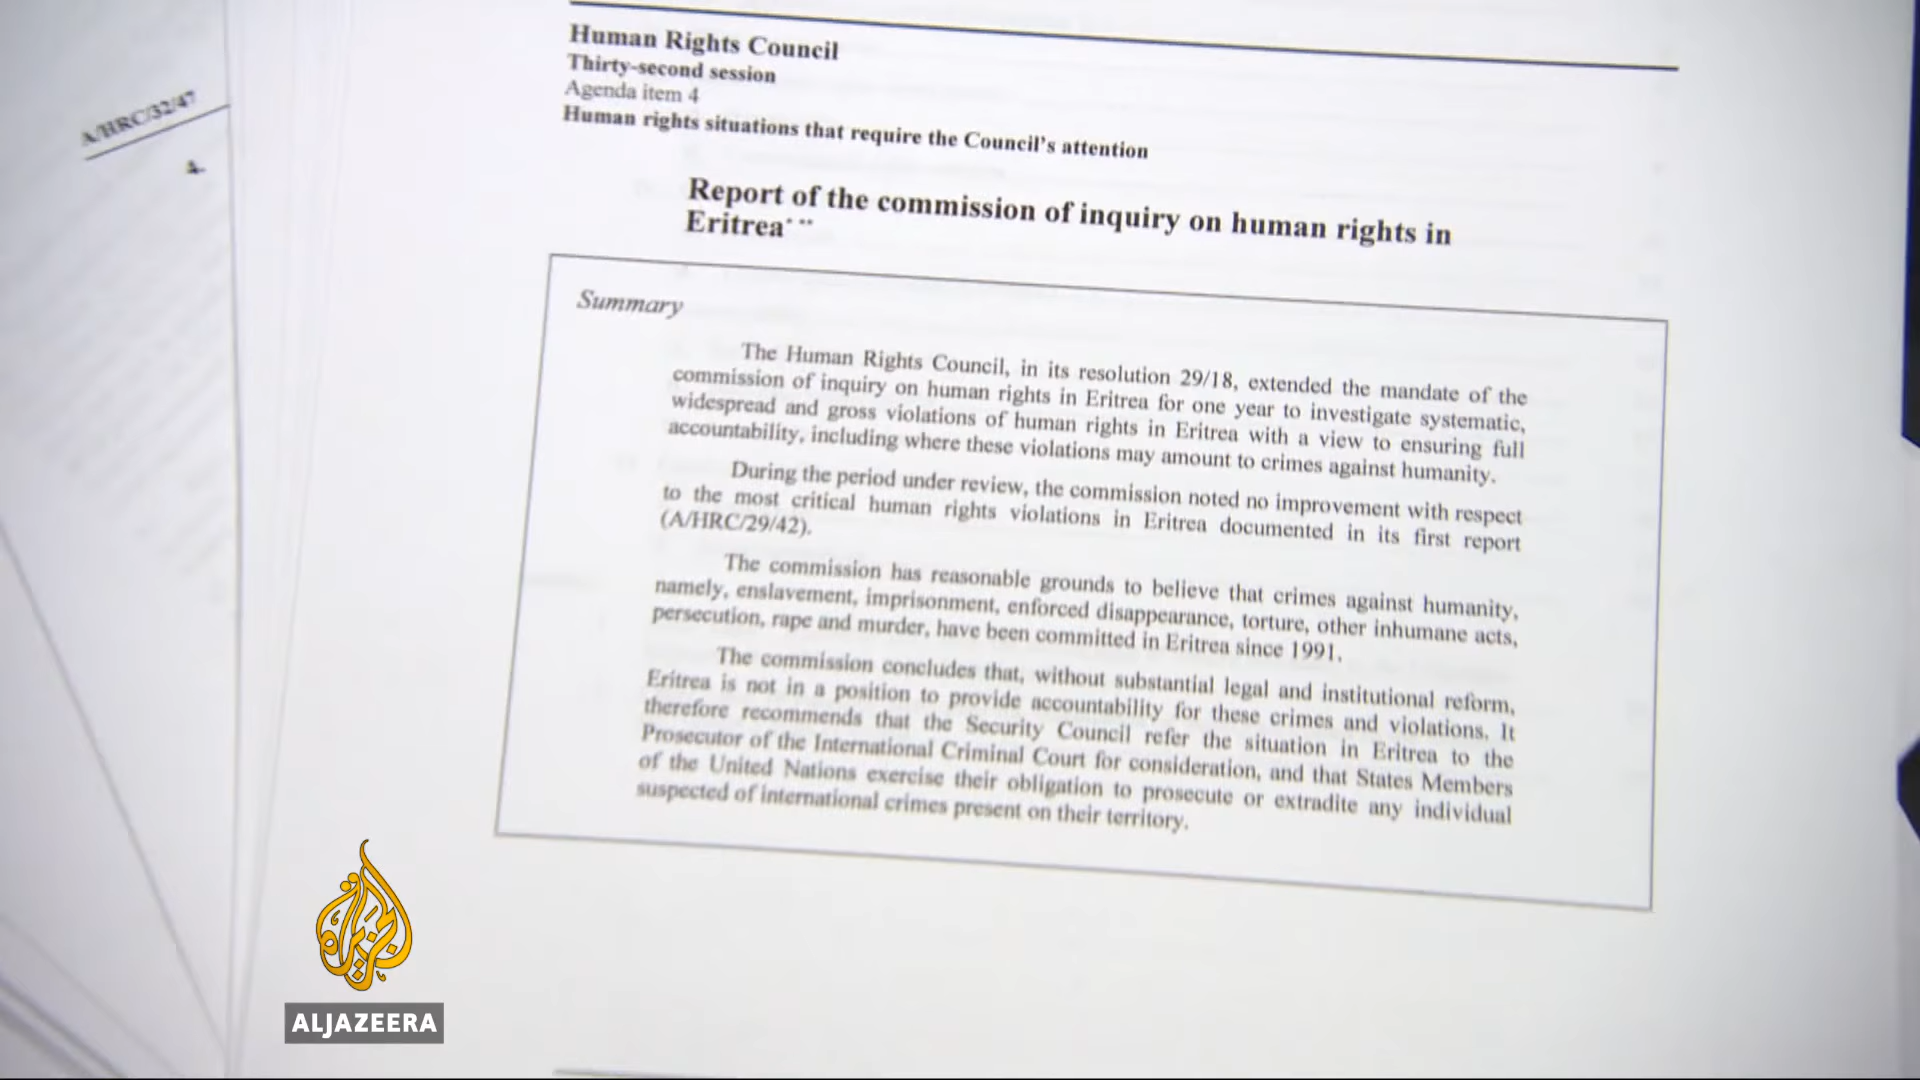 A/HRC/32/47
4.
Human Rights Council
Thirty-second session
Agenda item 4
Human rights situations that require the Council's attention
Report of the commission of inquiry on human rights in
Eritrea* **
Summary
The Human Rights Council, in its resolution 29/18, extended the mandate of the
commission of inquiry on human rights in Eritrea for one year to investigate systematic,
widespread and gross violations of human rights in Eritrea with a view to ensuring full
accountability, including where these violations may amount to crimes against humanity.
During the period under review, the commission noted no improvement with respect
to the most critical human rights violations in Eritrea documented in its first report
(A/HRC/29/42).
The commission has reasonable grounds to believe that crimes against humanity,
namely, enslavement, imprisonment, enforced disappearance, torture, other inhumane acts,
persecution, rape and murder, have been committed in Eritrea since 1991.
The commission concludes that, without substantial legal and institutional reform,
Eritrea is not in a position to provide accountability for these crimes and violations. It
therefore recommends that the Security Council refer the situation in Eritrea to the
Prosecutor of the International Criminal Court for consideration, and that States Members
of the United Nations exercise their obligation to prosecute or extradite any individual
suspected of international crimes present on their territory.
الجزيرة
ALJAZEERA